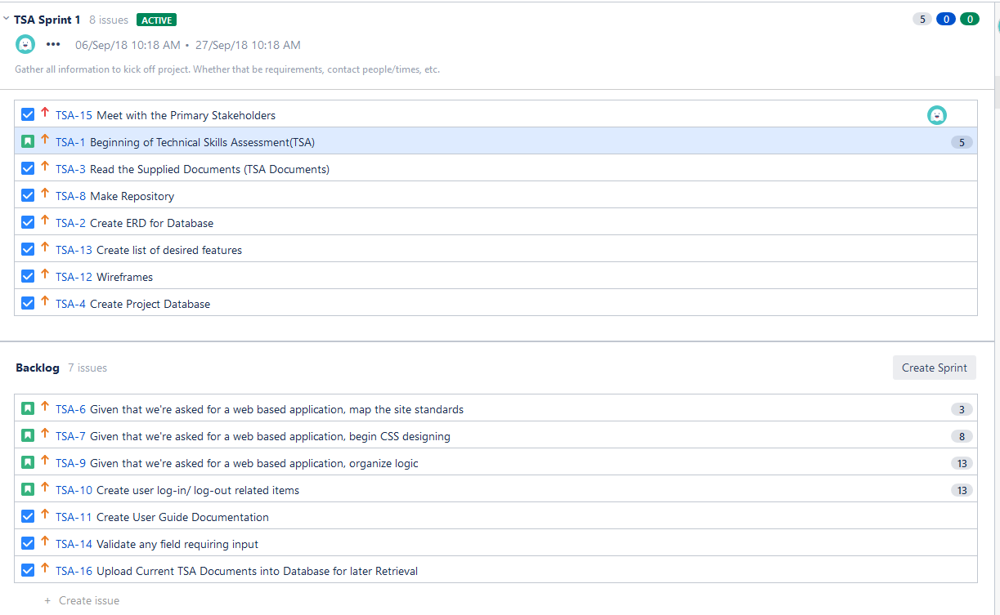 TSA Sprint 1 8 issues ACTIVE 5 0 0
••• 06/Sep/18 10:18 AM • 27/Sep/18 10:18 AM
Gather all information to kick off project. Whether that be requirements, contact people/times, etc.
TSA-15 Meet with the Primary Stakeholders
TSA-1 Beginning of Technical Skills Assessment(TSA) 5
TSA-3 Read the Supplied Documents (TSA Documents)
TSA-8 Make Repository
TSA-2 Create ERD for Database
TSA-13 Create list of desired features
TSA-12 Wireframes
TSA-4 Create Project Database
Backlog 7 issues Create Sprint
TSA-6 Given that we're asked for a web based application, map the site standards 3
TSA-7 Given that we're asked for a web based application, begin CSS designing 8
TSA-9 Given that we're asked for a web based application, organize logic 13
TSA-10 Create user log-in/ log-out related items 13
TSA-11 Create User Guide Documentation
TSA-14 Validate any field requiring input
TSA-16 Upload Current TSA Documents into Database for later Retrieval
+ Create issue